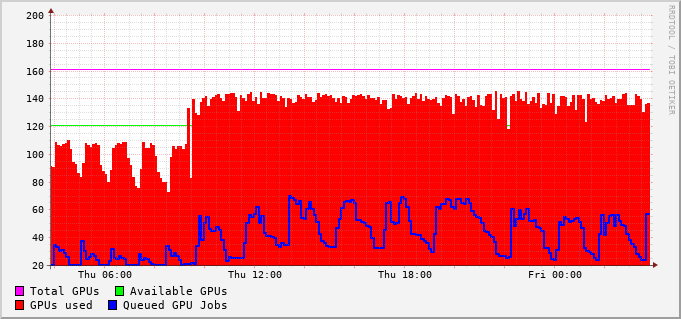 RRDTOOL / TOBI OETIKER
200
180
160
140
120
100
80
60
40
20
Thu 06:00 Thu 12:00 Thu 18:00 Fri 00:00
Total GPUs Available GPUs
GPUs used Queued GPU Jobs